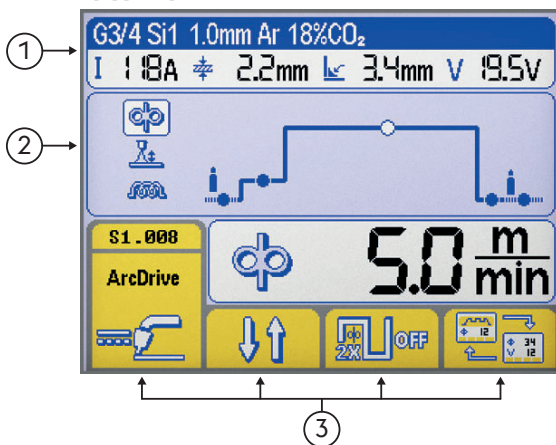 G3/4 Si1 1.0mm Ar 18%CO₂
I 118A 2.2mm 3.4mm V 19.5V
1
2
S1.008
ArcDrive
5.0 m/min
2X OFF
12
Φ 34
V 12
3